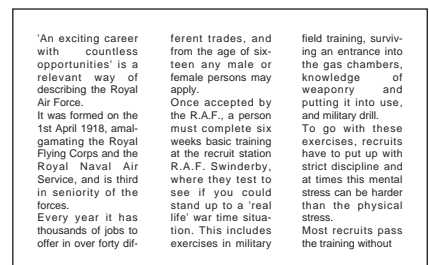 'An exciting career
with countless
opportunities' is a
relevant way of
describing the Royal
Air Force.
It was formed on the
1st April 1918, amal-
gamating the Royal
Flying Corps and the
Royal Naval Air
Service, and is third
in seniority of the
forces.
Every year it has
thousands of jobs to
offer in over forty dif-
ferent trades, and
from the age of six-
teen any male or
female persons may
apply.
Once accepted by
the R.A.F., a person
must complete six
weeks basic training
at the recruit station
R.A.F. Swinderby,
where they test to
see if you could
stand up to a 'real
life' war time situa-
tion. This includes
exercises in military
field training, surviv-
ing an entrance into
the gas chambers,
knowledge of
weaponry and
putting it into use,
and military drill.
To go with these
exercises, recruits
have to put up with
strict discipline and
at times this mental
stress can be harder
than the physical
stress.
Most recruits pass
the training without